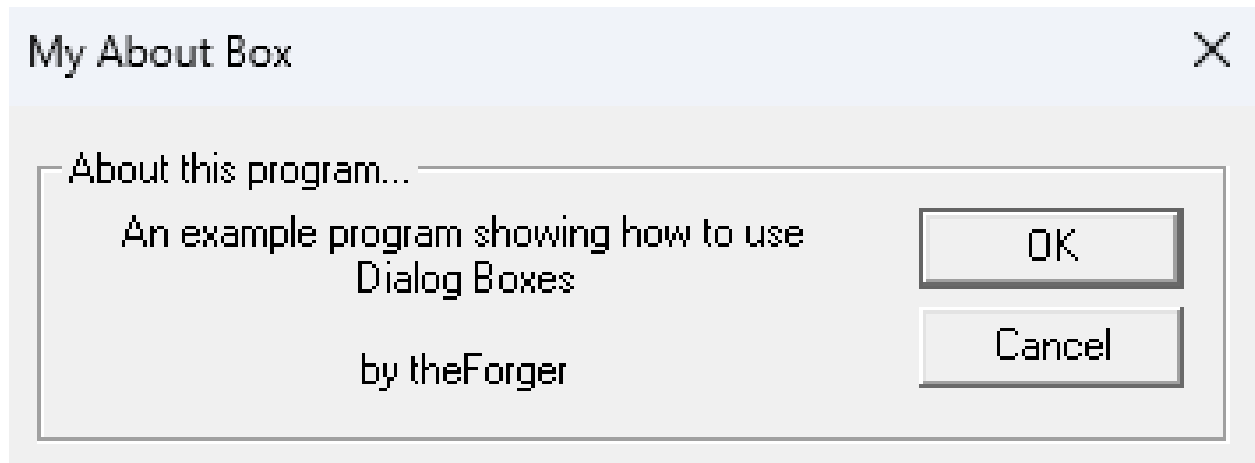 My About Box
About this program...
An example program showing how to use
Dialog Boxes
by theForger
OK
Cancel